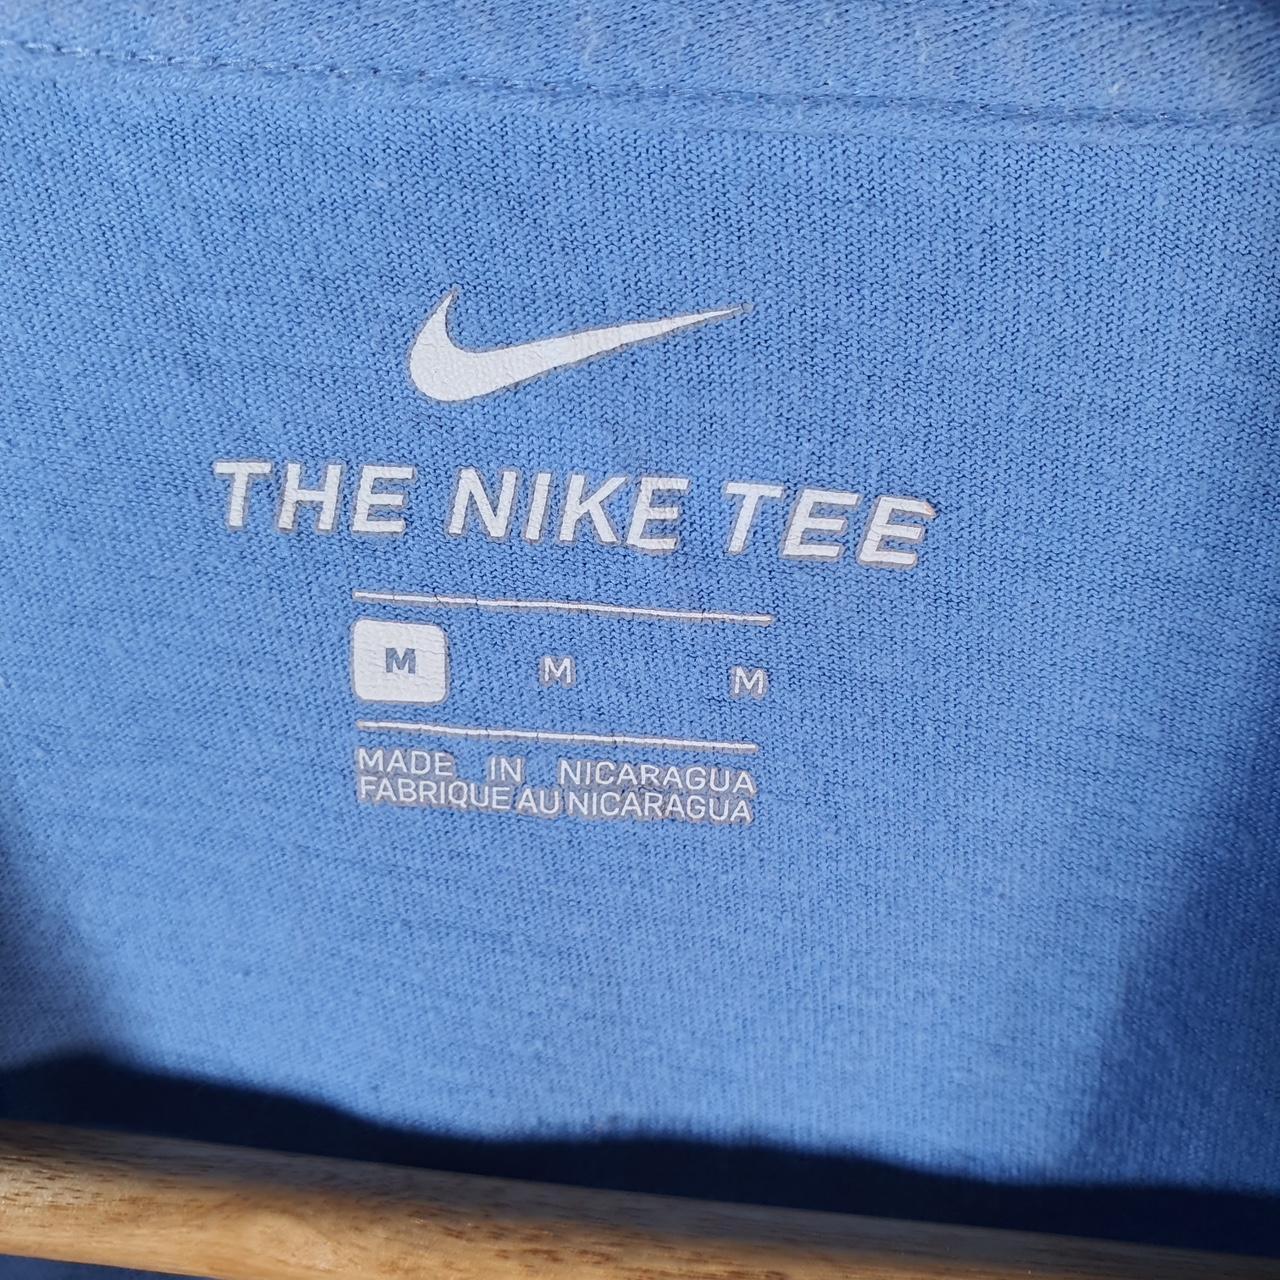 THE NIKE TEE
M M M
MADE IN NICARAGUA
FABRIQUE AU NICARAGUA